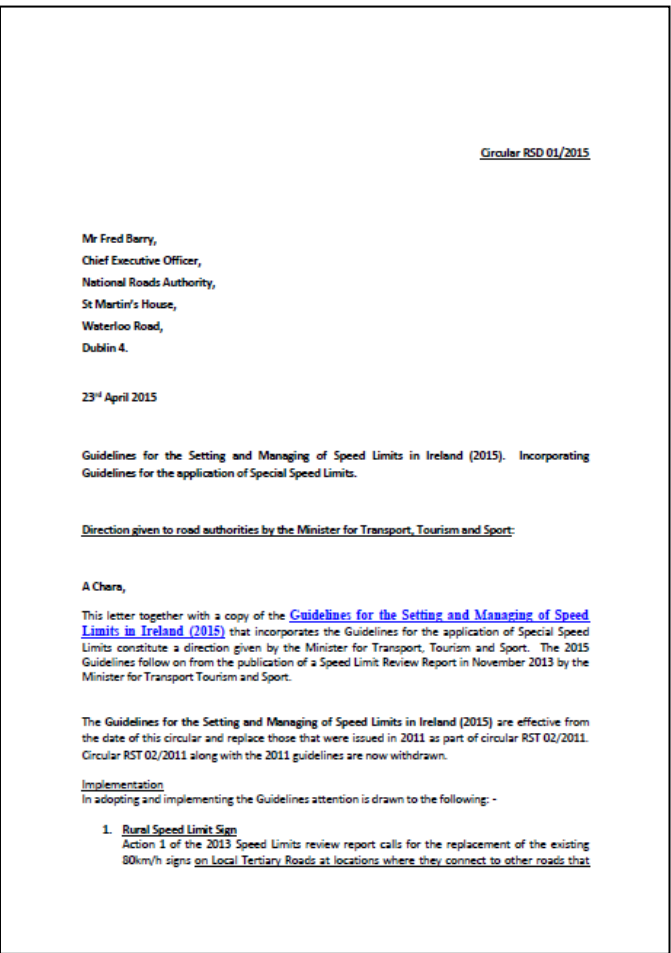 Circular RSD 01/2015
Mr Fred Barry,
Chief Executive Officer,
National Roads Authority,
St Martin's House,
Waterloo Road,
Dublin 4.
23rd April 2015
Guidelines for the Setting and Managing of Speed Limits in Ireland (2015). Incorporating
Guidelines for the application of Special Speed Limits.
Direction given to road authorities by the Minister for Transport, Tourism and Sport:
A Chara,
This letter together with a copy of the Guidelines for the Setting and Managing of Speed
Limits in Ireland (2015) that incorporates the Guidelines for the application of Special Speed
Limits constitute a direction given by the Minister for Transport, Tourism and Sport. The 2015
Guidelines follow on from the publication of a Speed Limit Review Report in November 2013 by the
Minister for Transport Tourism and Sport.
The Guidelines for the Setting and Managing of Speed Limits in Ireland (2015) are effective from
the date of this circular and replace those that were issued in 2011 as part of circular RST 02/2011.
Circular RST 02/2011 along with the 2011 guidelines are now withdrawn.
Implementation
In adopting and implementing the Guidelines attention is drawn to the following: -
1. Rural Speed Limit Sign
Action 1 of the 2013 Speed Limits review report calls for the replacement of the existing
80km/h signs on Local Tertiary Roads at locations where they connect to other roads that